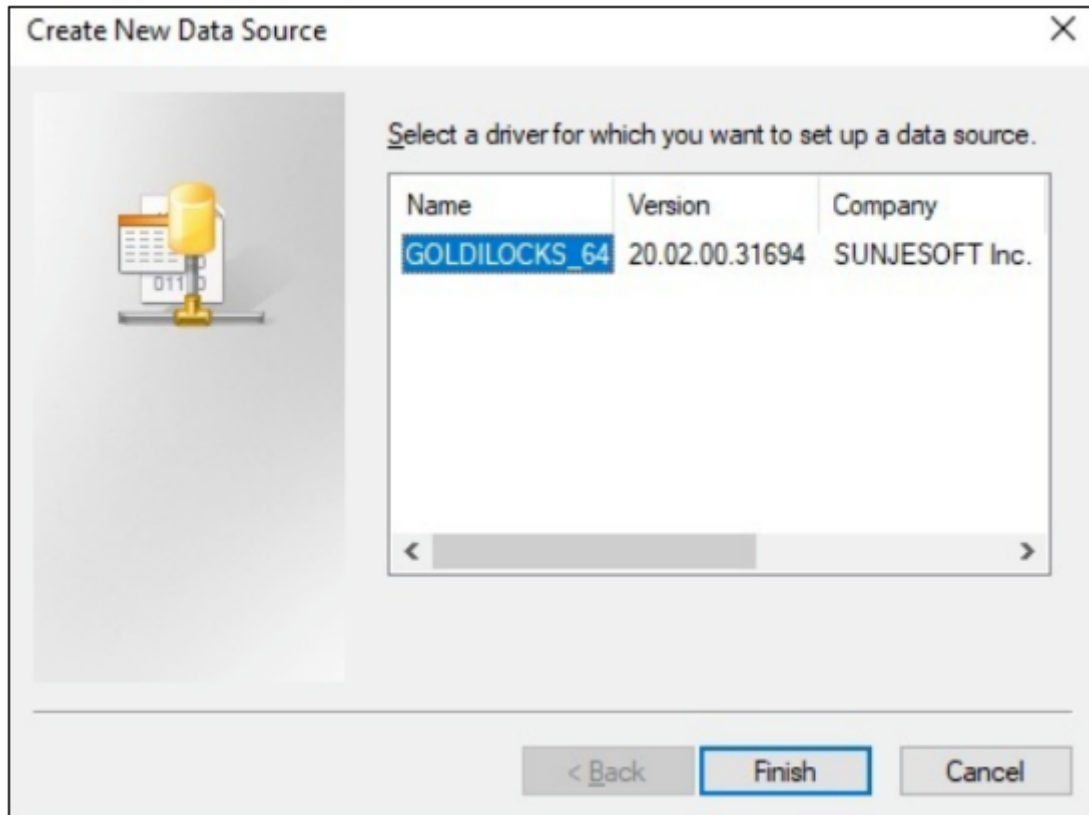 Create New Data Source
Select a driver for which you want to set up a data source.
Name Version Company
GOLDILOCKS_64 20.02.00.31694 SUNJESOFT Inc.
< Back Finish Cancel